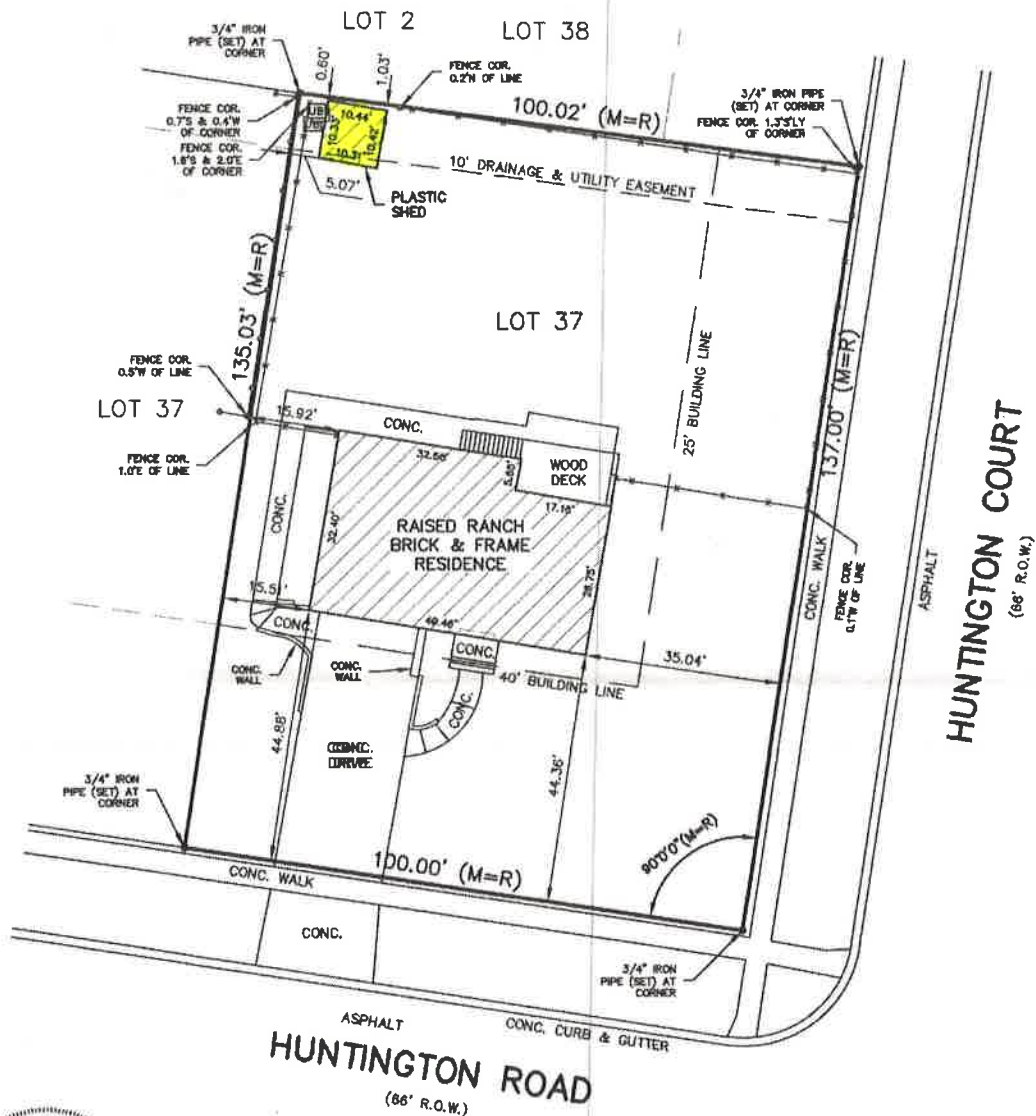 LOT 2
LOT 38
3/4" IRON
PIPE (SET) AT
CORNER
0.60'
1.03'
FENCE COR.
0.2'N OF LINE
100.02' (M=R)
3/4" IRON PIPE
(SET) AT CORNER
FENCE COR. 1.3'S'LY
OF CORNER
FENCE COR.
0.7'S & 0.4'W
OF CORNER
FENCE COR.
1.8'S & 2.0'E
OF CORNER
UB
10.44'
10.42'
10.31'
5.07'
PLASTIC
SHED
10' DRAINAGE & UTILITY EASEMENT
135.03' (M=R)
LOT 37
25' BUILDING LINE
137.00' (M=R)
FENCE COR.
0.5'W OF LINE
LOT 37
15.92'
CONC.
FENCE COR.
1.0'E OF LINE
32.66'
5.65'
WOOD
DECK
17.16'
CONC.
32.40'
RAISED RANCH
BRICK & FRAME
RESIDENCE
28.75'
CONC. WALK
FENCE COR.
0.1'W OF LINE
ASPHALT
HUNTINGTON COURT
(66' R.O.W.)
15.51'
CONC.
49.46'
CONC.
35.04'
CONC.
WALL
CONC.
WALL
40' BUILDING LINE
CONC.
44.88'
44.36'
3/4" IRON
PIPE (SET) AT
CORNER
90°0'0"(M=R)
100.00' (M=R)
CONC. WALK
CONC.
3/4" IRON
PIPE (SET) AT
CORNER
ASPHALT
CONC. CURB & GUTTER
HUNTINGTON ROAD
(66' R.O.W.)